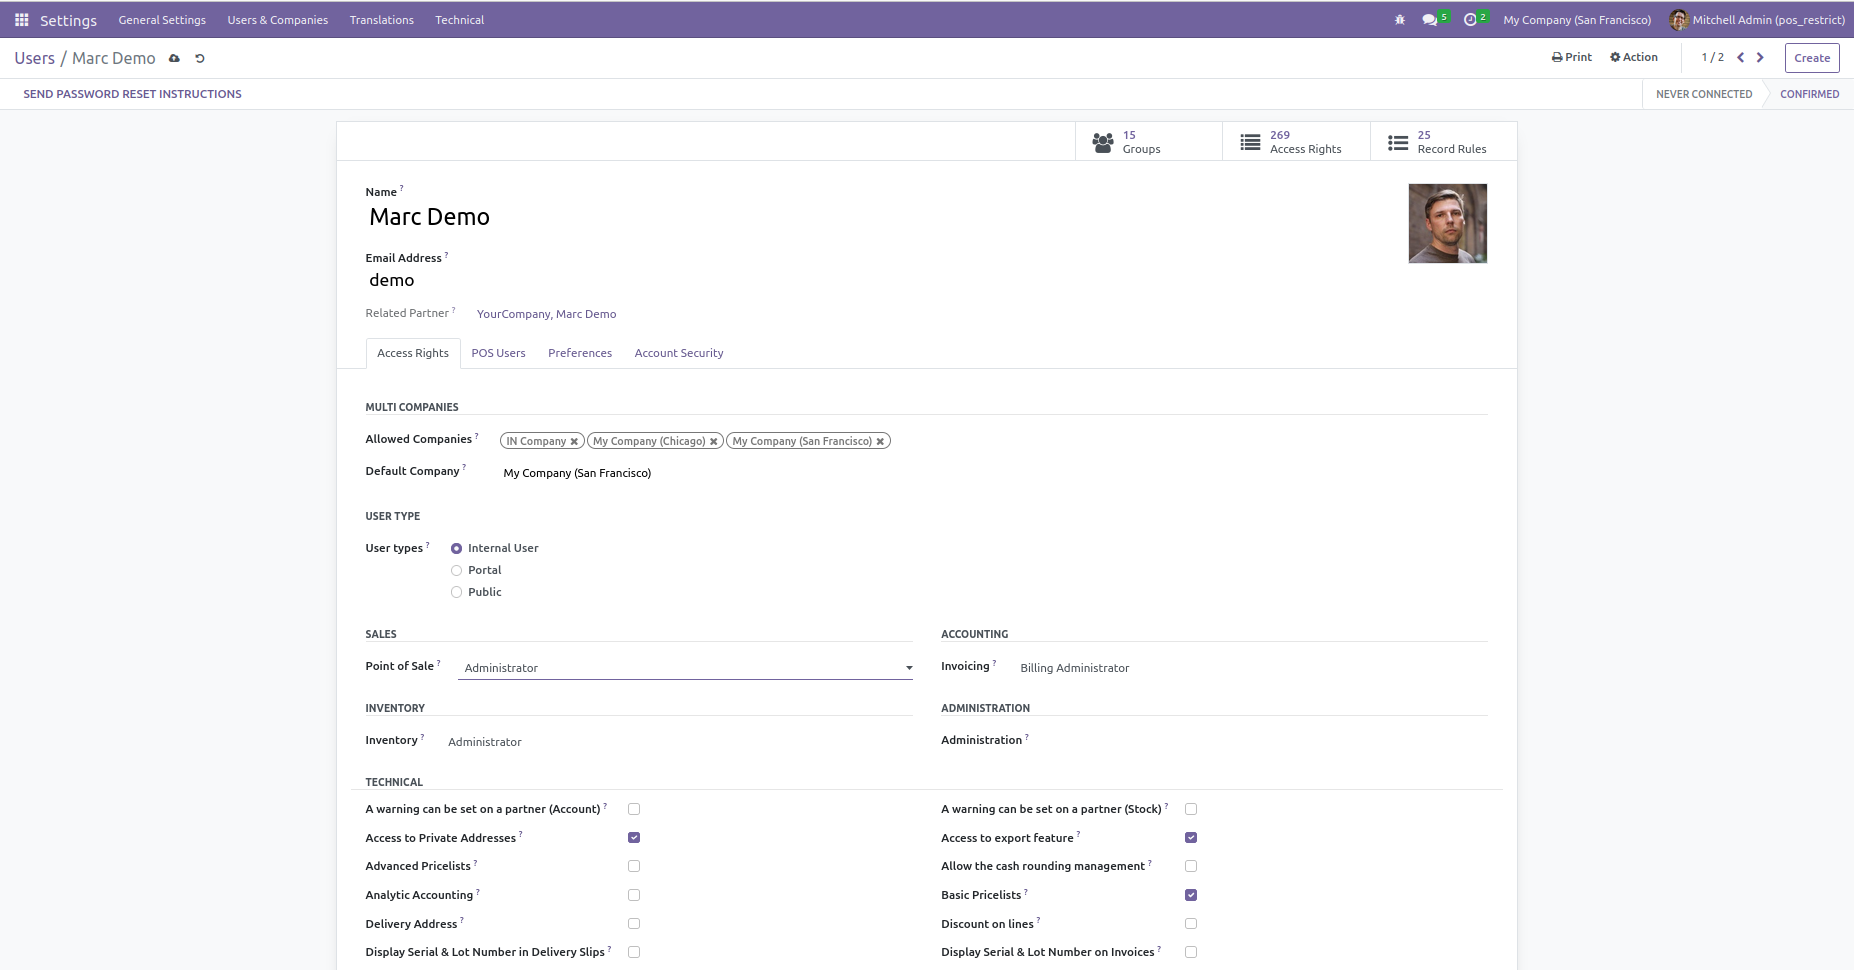 Settings General Settings Users & Companies Translations Technical 5 2 My Company (San Francisco) Mitchell Admin (pos_restrict)
Users / Marc Demo Print Action 1 / 2 Create
SEND PASSWORD RESET INSTRUCTIONS NEVER CONNECTED CONFIRMED
15 Groups 269 Access Rights 25 Record Rules
Name ?
Marc Demo
Email Address ?
demo
Related Partner ? YourCompany, Marc Demo
Access Rights POS Users Preferences Account Security
MULTI COMPANIES
Allowed Companies ? IN Company My Company (Chicago) My Company (San Francisco)
Default Company ? My Company (San Francisco)
USER TYPE
User types ? Internal User
Portal
Public
SALES ACCOUNTING
Point of Sale ? Administrator Invoicing ? Billing Administrator
INVENTORY ADMINISTRATION
Inventory ? Administrator Administration ?
TECHNICAL
A warning can be set on a partner (Account) ? A warning can be set on a partner (Stock) ?
Access to Private Addresses ? Access to export feature ?
Advanced Pricelists ? Allow the cash rounding management ?
Analytic Accounting ? Basic Pricelists ?
Delivery Address ? Discount on lines ?
Display Serial & Lot Number in Delivery Slips ? Display Serial & Lot Number on Invoices ?